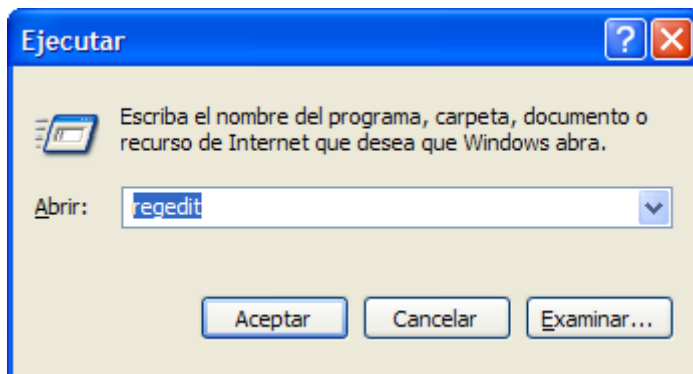 Ejecutar
Escriba el nombre del programa, carpeta, documento o
recurso de Internet que desea que Windows abra.
Abrir: regedit
Aceptar Cancelar Examinar...